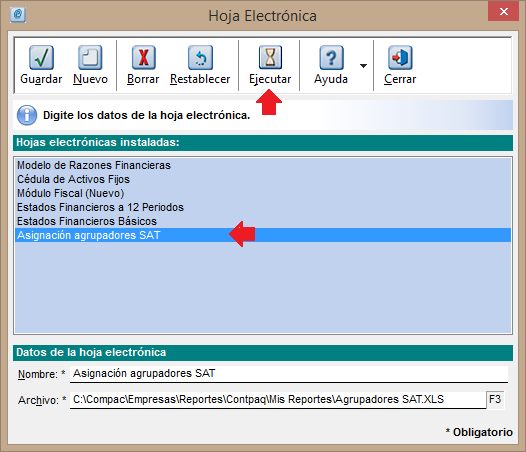 Hoja Electrónica
Guardar Nuevo Borrar Restablecer Ejecutar Ayuda Cerrar
Digite los datos de la hoja electrónica.
Hojas electrónicas instaladas:
Modelo de Razones Financieras
Cédula de Activos Fijos
Módulo Fiscal (Nuevo)
Estados Financieros a 12 Periodos
Estados Financieros Básicos
Asignación agrupadores SAT
Datos de la hoja electrónica
Nombre: * Asignación agrupadores SAT
Archivo: * C:\Compac\Empresas\Reportes\Contpaq\Mis Reportes\Agrupadores SAT.XLS F3
* Obligatorio